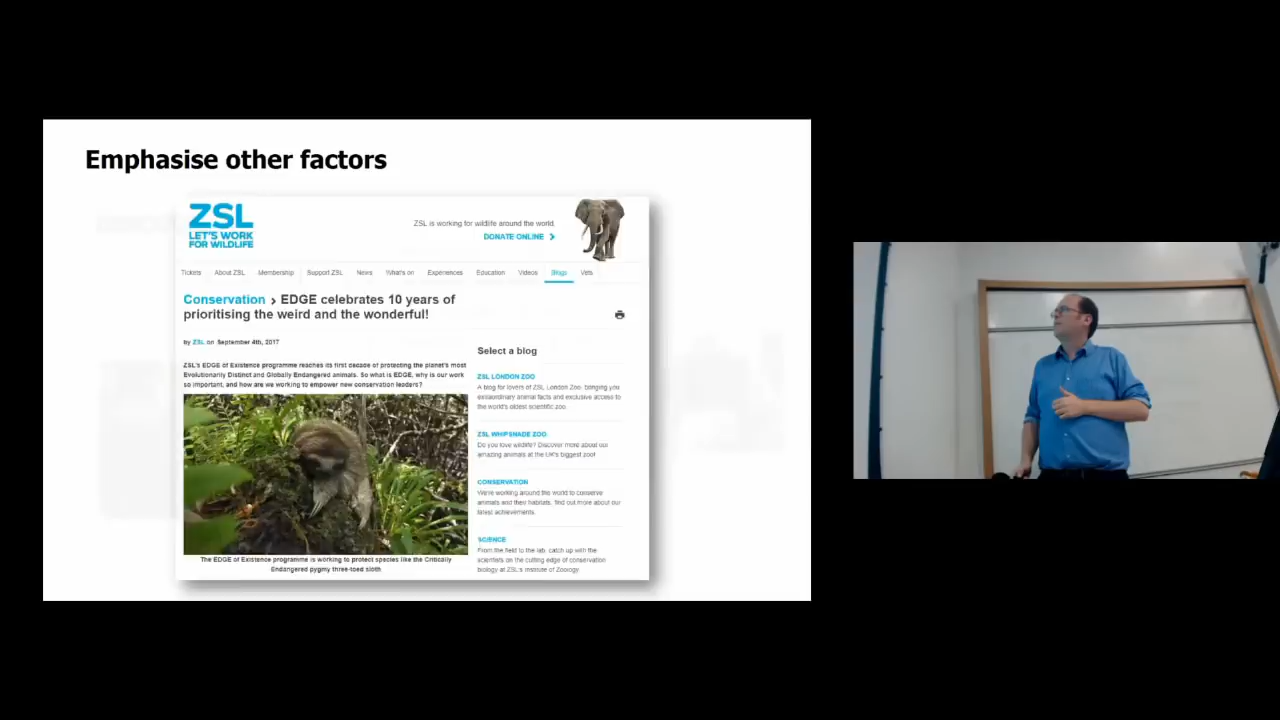 Emphasise other factors
ZSL
LET'S WORK
FOR WILDLIFE
ZSL is working for wildlife around the world.
DONATE ONLINE
Tickets About ZSL Membership Support ZSL News What's on Experiences Education Videos Blogs Vets
Conservation › EDGE celebrates 10 years of
prioritising the weird and the wonderful!
by ZSL on September 4th, 2017
ZSL's EDGE of Existence programme reaches its first decade of protecting the planet's most
Evolutionarily Distinct and Globally Endangered animals. So what is EDGE, why is our work
so important, and how are we working to empower new conservation leaders?
The EDGE of Existence programme is working to protect species like the Critically
Endangered pygmy three-toed sloth
Select a blog
ZSL LONDON ZOO
A blog for lovers of ZSL London Zoo, bringing you
extraordinary animal facts and exclusive access to
the world's oldest scientific zoo.
ZSL WHIPSNADE ZOO
Do you love wildlife? Discover more about our
amazing animals at the UK's biggest zoo!
CONSERVATION
We're working around the world to conserve
animals and their habitats, find out more about our
latest achievements.
SCIENCE
From the field to the lab, catch up with the
scientists on the cutting edge of conservation
biology at ZSL's Institute of Zoology.